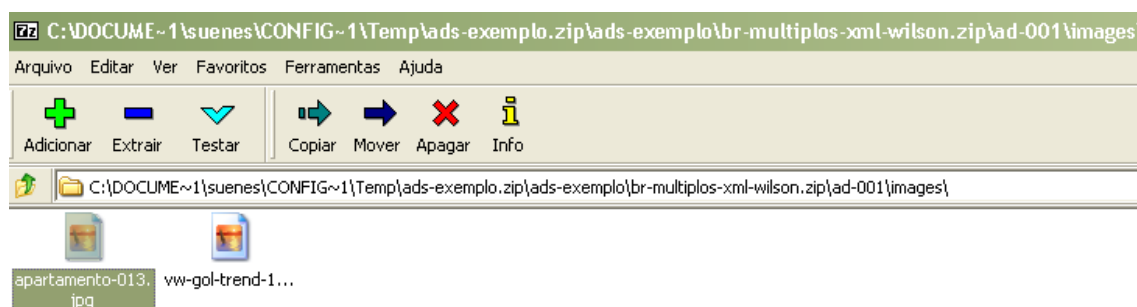 7z C:\DOCUME~1\suenes\CONFIG~1\Temp\ads-exemplo.zip\ads-exemplo\br-multiplos-xml-wilson.zip\ad-001\images
Arquivo Editar Ver Favoritos Ferramentas Ajuda
Adicionar Extrair Testar Copiar Mover Apagar Info
C:\DOCUME~1\suenes\CONFIG~1\Temp\ads-exemplo.zip\ads-exemplo\br-multiplos-xml-wilson.zip\ad-001\images\
apartamento-013. vw-gol-trend-1...
jpg